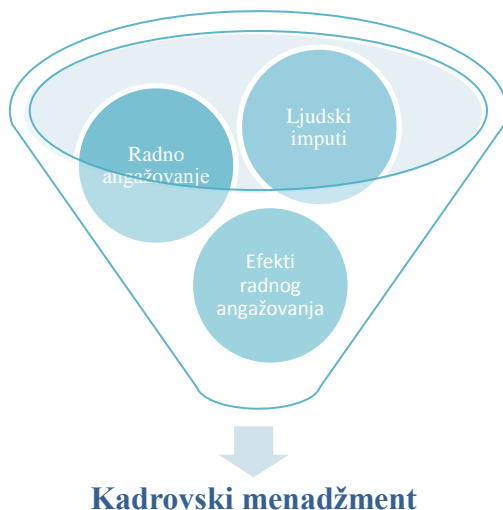 Ljudski
imputi
Radno
angažovanje
Efekti
radnog
angažovanja
Kadrovski menadžment